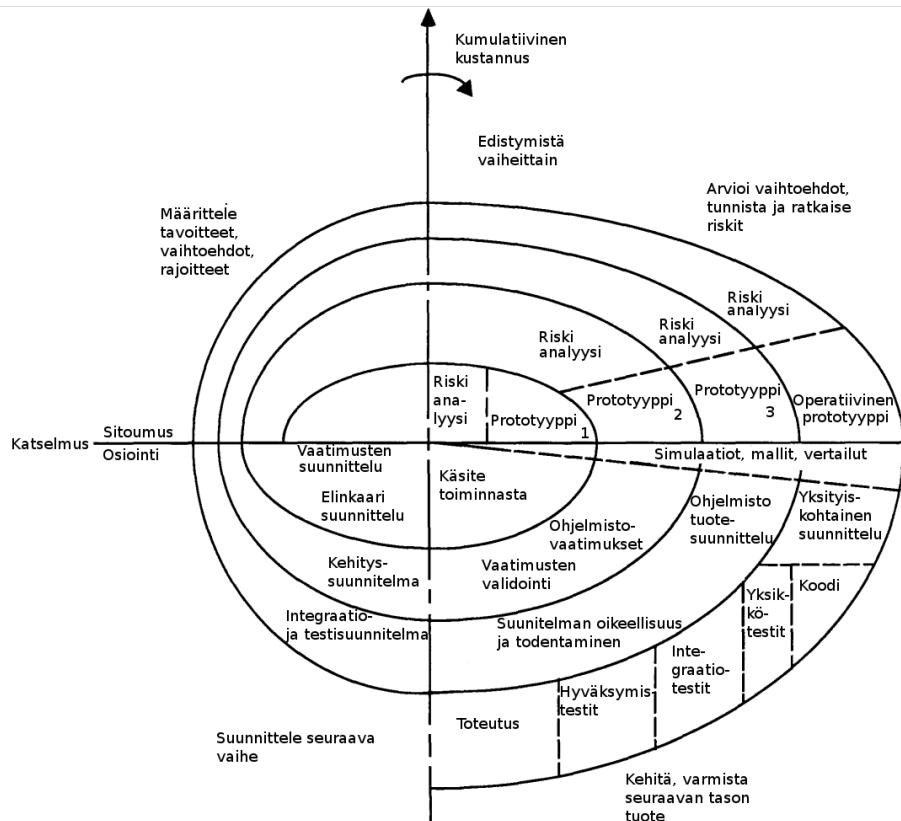 Kumulatiivinen
kustannus
Edistymistä
vaiheittain
Määrittele
tavoitteet,
vaihtoehdot,
rajoitteet
Arvioi vaihtoehdot,
tunnista ja ratkaise
riskit
Riski
analyysi
Riski
analyysi
Riski
analyysi
Riski
ana-
lyysi
Prototyyppi
1
Prototyyppi
2
Prototyyppi
3
Operatiivinen
prototyyppi
Katselmus
Sitoumus
Osiointi
Simulaatiot, mallit, vertailut
Vaatimusten
suunnittelu
Elinkaari
suunnittelu
Käsite
toiminnasta
Kehitys-
suunnitelma
Ohjelmisto-
vaatimukset
Vaatimusten
validointi
Ohjelmisto
tuote-
suunnittelu
Yksityis-
kohtainen
suunnittelu
Integraatio-
ja testisuunnitelma
Suunitelman oikeellisuus
ja todentaminen
Yksik-
kö-
testit
Koodi
Inte-
graatio-
testit
Hyväksymis-
testit
Toteutus
Suunnittele seuraava
vaihe
Kehitä, varmista
seuraavan tason
tuote